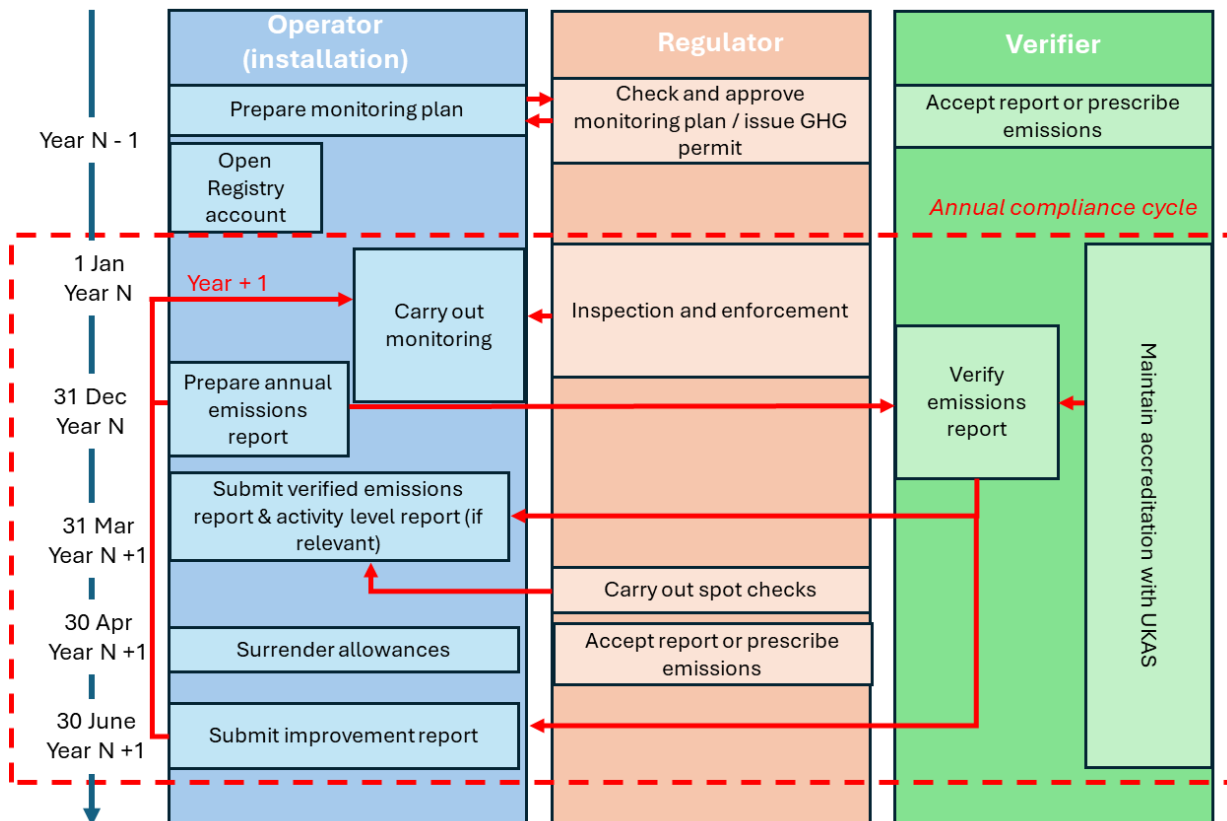 Operator
(installation)
Regulator
Verifier
Year N - 1
Prepare monitoring plan
Check and approve
monitoring plan / issue GHG
permit
Accept report or prescribe
emissions
Open
Registry
account
Annual compliance cycle
1 Jan
Year N
Year + 1
Carry out
monitoring
Inspection and enforcement
Maintain accreditation with UKAS
31 Dec
Year N
Prepare annual
emissions
report
Verify
emissions
report
31 Mar
Year N +1
Submit verified emissions
report & activity level report (if
relevant)
Carry out spot checks
30 Apr
Year N +1
Surrender allowances
Accept report or prescribe
emissions
30 June
Year N +1
Submit improvement report